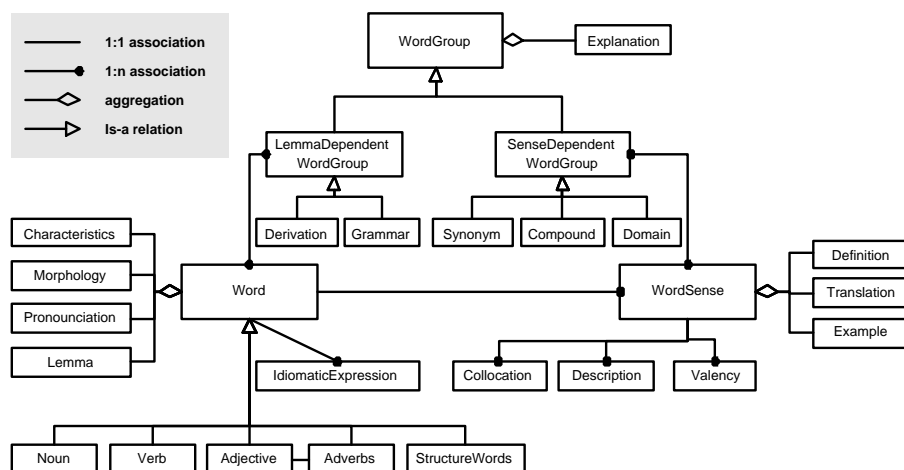 1:1 association
1:n association
aggregation
Is-a relation
WordGroup
Explanation
LemmaDependent
WordGroup
SenseDependent
WordGroup
Derivation
Grammar
Synonym
Compound
Domain
Characteristics
Morphology
Pronounciation
Lemma
Word
WordSense
Definition
Translation
Example
IdiomaticExpression
Collocation
Description
Valency
Noun
Verb
Adjective
Adverbs
StructureWords